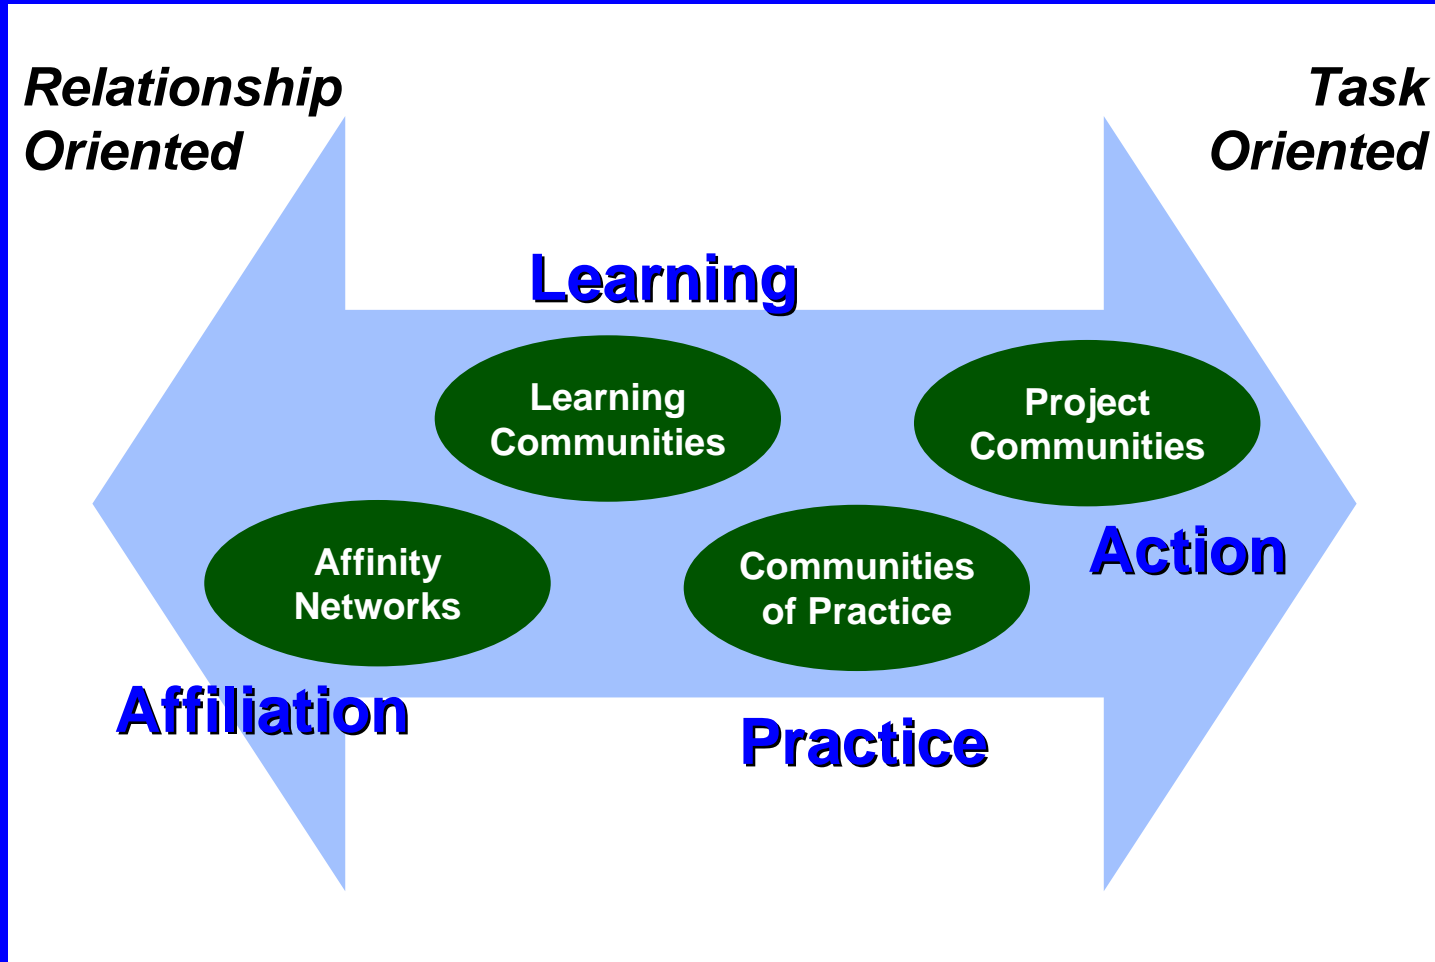 Relationship
Oriented
Task
Oriented
Learning
Learning
Communities
Project
Communities
Affinity
Networks
Communities
of Practice
Action
Affiliation
Practice